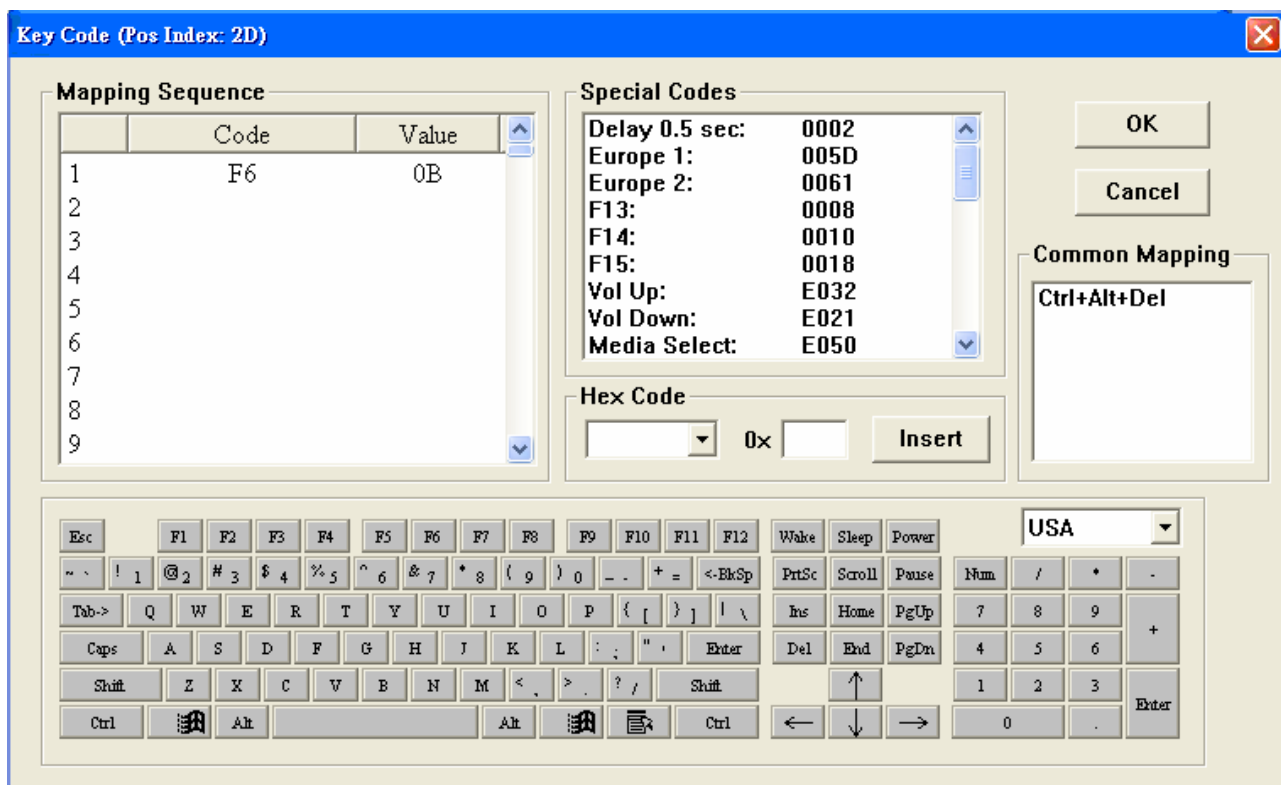 Key Code (Pos Index: 2D)
Mapping Sequence
Code Value
1 F6 0B
2
3
4
5
6
7
8
9
Special Codes
Delay 0.5 sec: 0002
Europe 1: 005D
Europe 2: 0061
F13: 0008
F14: 0010
F15: 0018
Vol Up: E032
Vol Down: E021
Media Select: E050
Hex Code
0x
Insert
OK
Cancel
Common Mapping
Ctrl+Alt+Del
USA
Esc F1 F2 F3 F4 F5 F6 F7 F8 F9 F10 F11 F12 Wake Sleep Power
~ ` ! 1 @ 2 # 3 $ 4 % 5 ^ 6 & 7 * 8 ( 9 ) 0 _ - + = <-BkSp PrtSc Scroll Pause Num / * -
Tab-> Q W E R T Y U I O P { [ } ] | \ Ins Home PgUp 7 8 9 +
Caps A S D F G H J K L : ; " ' Enter Del End PgDn 4 5 6
Shift Z X C V B N M < , > . ? / Shift ↑ 1 2 3 Enter
Ctrl Alt Alt Ctrl ← ↓ → 0 .